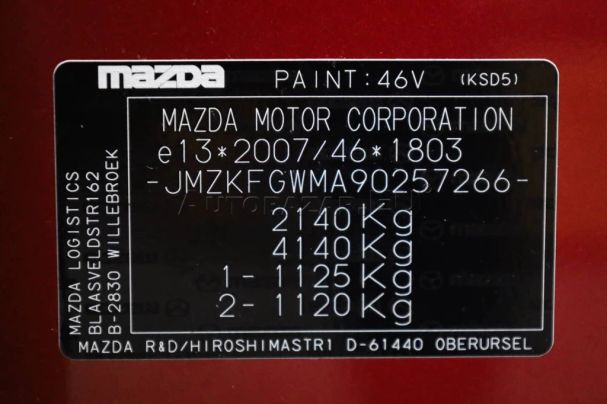 mazda PAINT:46V (KSD5)
MAZDA MOTOR CORPORATION
e13*2007/46*1803
-JMZKFGWMA90257266-
2140Kg
4140Kg
1-1125Kg
2-1120Kg
MAZDA LOGISTICS
BLAASVELDSTR162
B-2830 WILLEBROEK
MAZDA R&D/HIROSHIMASTR1 D-61440 OBERURSEL